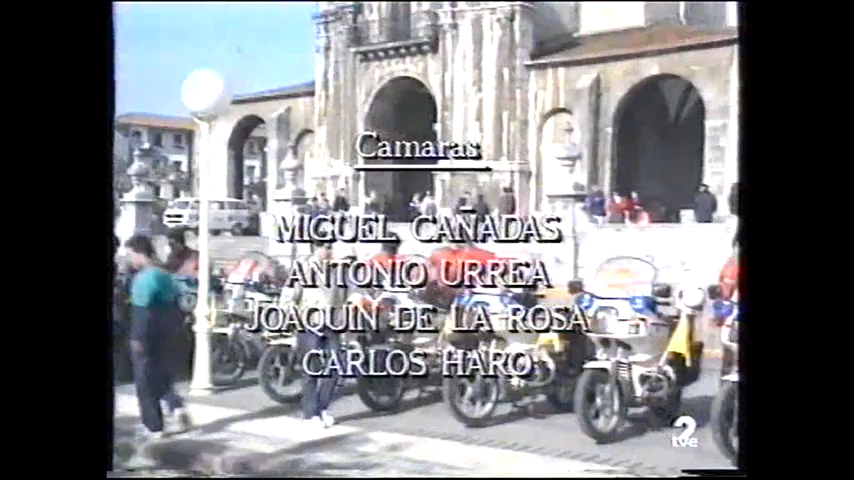 Camaras
MIGUEL CAÑADAS
ANTONIO URREA
JOAQUIN DE LA ROSA
CARLOS HARO
2
tve